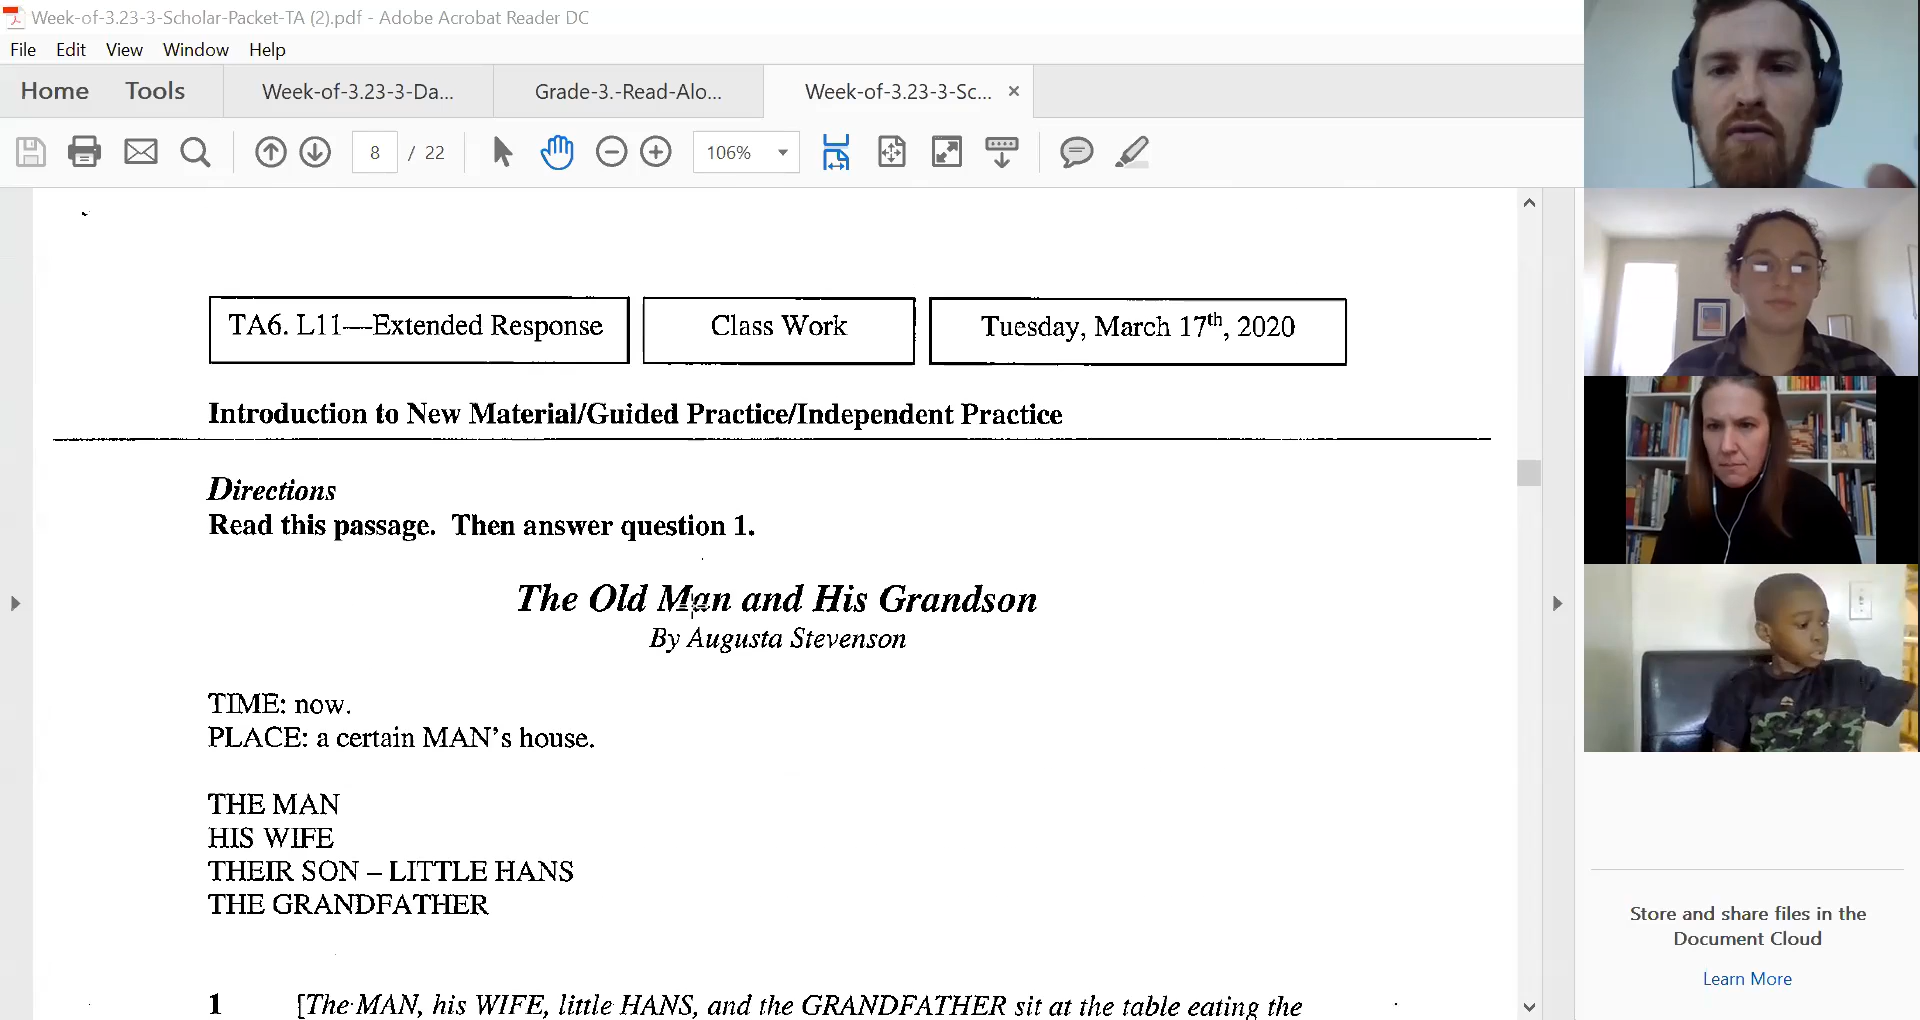 Week-of-3.23-3-Scholar-Packet-TA (2).pdf - Adobe Acrobat Reader DC
File Edit View Window Help
Home Tools Week-of-3.23-3-Da... Grade-3.-Read-Alo... Week-of-3.23-3-Sc... ×
8 / 22 106%
TA6. L11—Extended Response Class Work Tuesday, March 17th, 2020
Introduction to New Material/Guided Practice/Independent Practice
Directions
Read this passage. Then answer question 1.
The Old Man and His Grandson
By Augusta Stevenson
TIME: now.
PLACE: a certain MAN's house.
THE MAN
HIS WIFE
THEIR SON – LITTLE HANS
THE GRANDFATHER
1 [The MAN, his WIFE, little HANS, and the GRANDFATHER sit at the table eating the
Store and share files in the
Document Cloud
Learn More